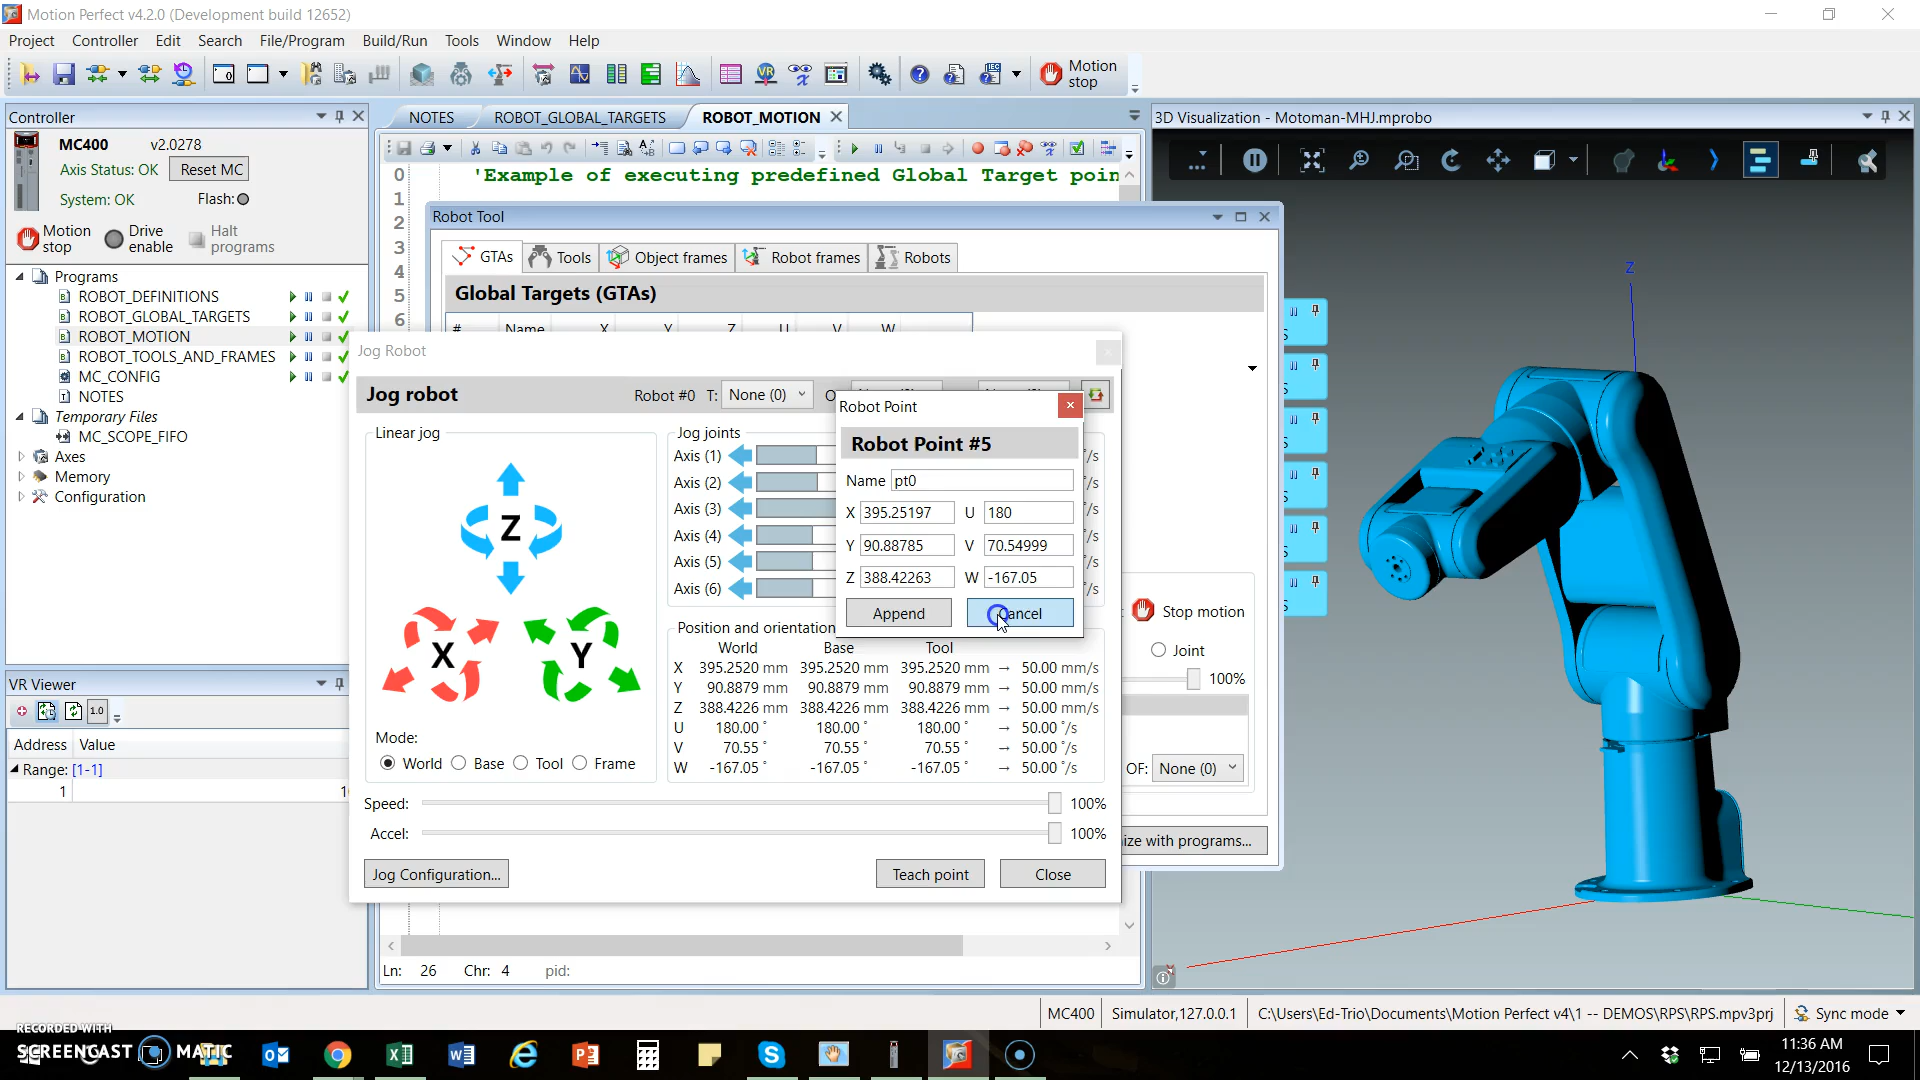 Motion Perfect v4.2.0 (Development build 12652)
Project Controller Edit Search File/Program Build/Run Tools Window Help
Motion stop
Controller
MC400 v2.0278
Axis Status: OK Reset MC
System: OK Flash:
Motion stop Drive enable Halt programs
Programs
ROBOT_DEFINITIONS
ROBOT_GLOBAL_TARGETS
ROBOT_MOTION
ROBOT_TOOLS_AND_FRAMES
MC_CONFIG
NOTES
Temporary Files
MC_SCOPE_FIFO
Axes
Memory
Configuration
VR Viewer
1.0
Address Value
Range: [1-1]
1
NOTES ROBOT_GLOBAL_TARGETS ROBOT_MOTION
0 'Example of executing predefined Global Target poin
1
2
3
4
5
6
Robot Tool
GTAs Tools Object frames Robot frames Robots
Global Targets (GTAs)
# Name X Y Z U V W
Stop motion
Joint
100%
OF: None (0)
ize with programs...
Jog Robot
Jog robot Robot #0 T: None (0) O
Linear jog
Z
X
Y
Mode:
World Base Tool Frame
Jog joints
Axis (1) °/s
Axis (2) °/s
Axis (3) °/s
Axis (4) °/s
Axis (5) °/s
Axis (6) °/s
Position and orientation
World Base Tool
X 395.2520 mm 395.2520 mm 395.2520 mm → 50.00 mm/s
Y 90.8879 mm 90.8879 mm 90.8879 mm → 50.00 mm/s
Z 388.4226 mm 388.4226 mm 388.4226 mm → 50.00 mm/s
U 180.00 ° 180.00 ° 180.00 ° → 50.00 °/s
V 70.55 ° 70.55 ° 70.55 ° → 50.00 °/s
W -167.05 ° -167.05 ° -167.05 ° → 50.00 °/s
Speed: 100%
Accel: 100%
Jog Configuration... Teach point Close
Robot Point
Robot Point #5
Name pt0
X 395.25197 U 180
Y 90.88785 V 70.54999
Z 388.42263 W -167.05
Append Cancel
Ln: 26 Chr: 4 pid:
3D Visualization - Motoman-MHJ.mprobo
Z
MC400 Simulator,127.0.0.1 C:\Users\Ed-Trio\Documents\Motion Perfect v4\1 -- DEMOS\RPS\RPS.mpv3prj Sync mode
RECORDED WITH
SCREENCAST MATIC
11:36 AM
12/13/2016